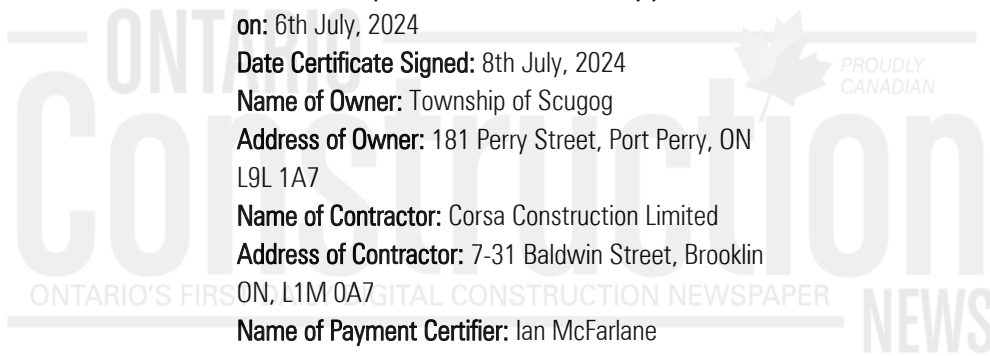 on: 6th July, 2024
Date Certificate Signed: 8th July, 2024
Name of Owner: Township of Scugog
Address of Owner: 181 Perry Street, Port Perry, ON
L9L 1A7
Name of Contractor: Corsa Construction Limited
Address of Contractor: 7-31 Baldwin Street, Brooklin
ON, L1M 0A7
Name of Payment Certifier: Ian McFarlane
ONTARIO
Construction
PROUDLY
CANADIAN
ONTARIO'S CONSTRUCTION NEWSPAPER
NEWS